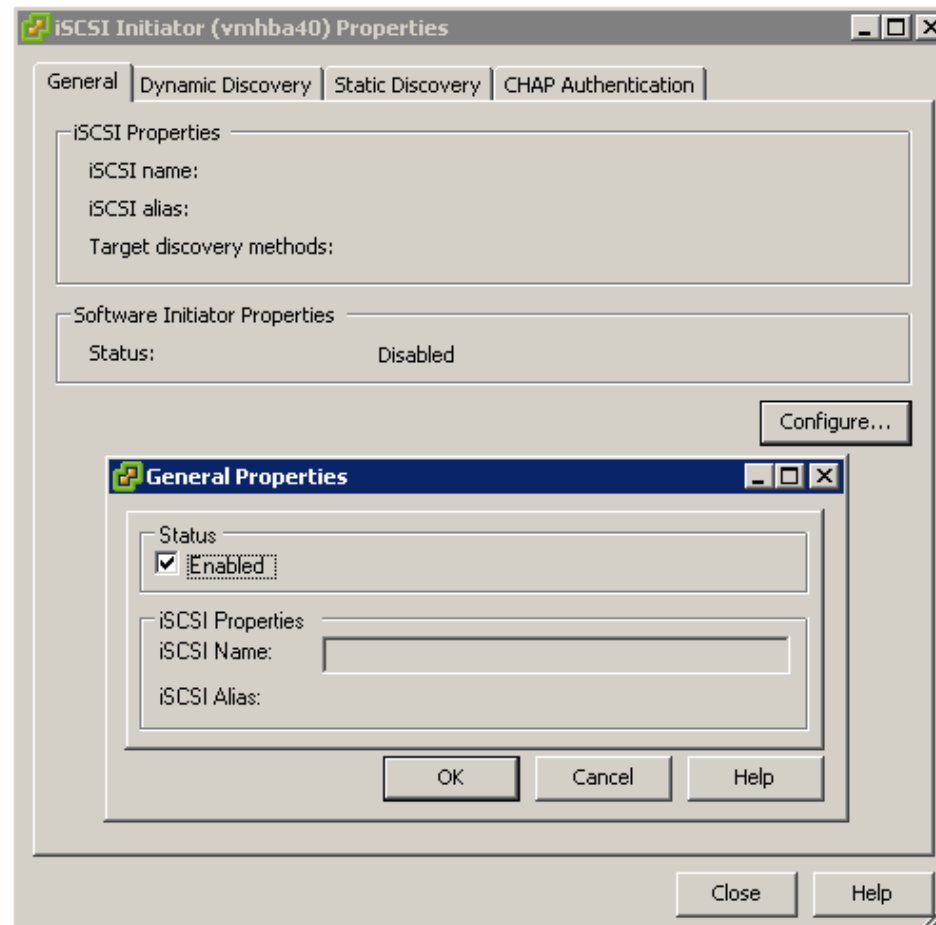 iSCSI Initiator (vmhba40) Properties
General Dynamic Discovery Static Discovery CHAP Authentication
iSCSI Properties
iSCSI name:
iSCSI alias:
Target discovery methods:
Software Initiator Properties
Status: Disabled
Configure...
General Properties
Status
Enabled
iSCSI Properties
iSCSI Name:
iSCSI Alias:
OK Cancel Help
Close Help